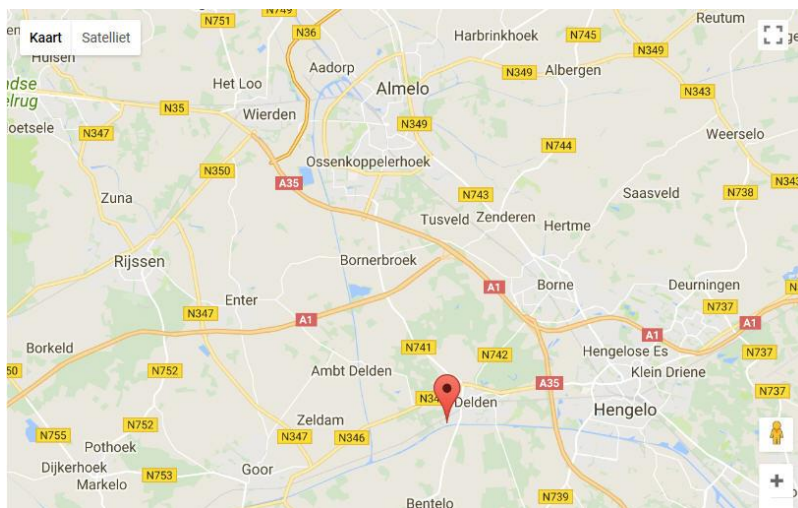 N751
N749
Reutum
Kaart
Satelliet
N36
Harbrinkhoek
N745
N349
Hulsen
Aadorp
N349
Albergen
Het Loo
Almelo
N343
N35
Wierden
N349
Weerselo
N347
N744
N350
Ossenkoppelerhoek
A35
N743
Saasveld
N738
N343
Zuna
Tusveld
Zenderen
Hertme
Rijssen
Bornerbroek
A1
Borne
Deurningen
Enter
N347
A1
N737
A1
A1
Borkeld
N741
N742
Hengelose Es
N737
N752
Ambt Delden
Klein Driene
A35
N737
Delden
Hengelo
Zeldam
N755
N752
N347
N346
Pothoek
Dijkerhoek
N753
Goor
Markelo
N739
Bentelo